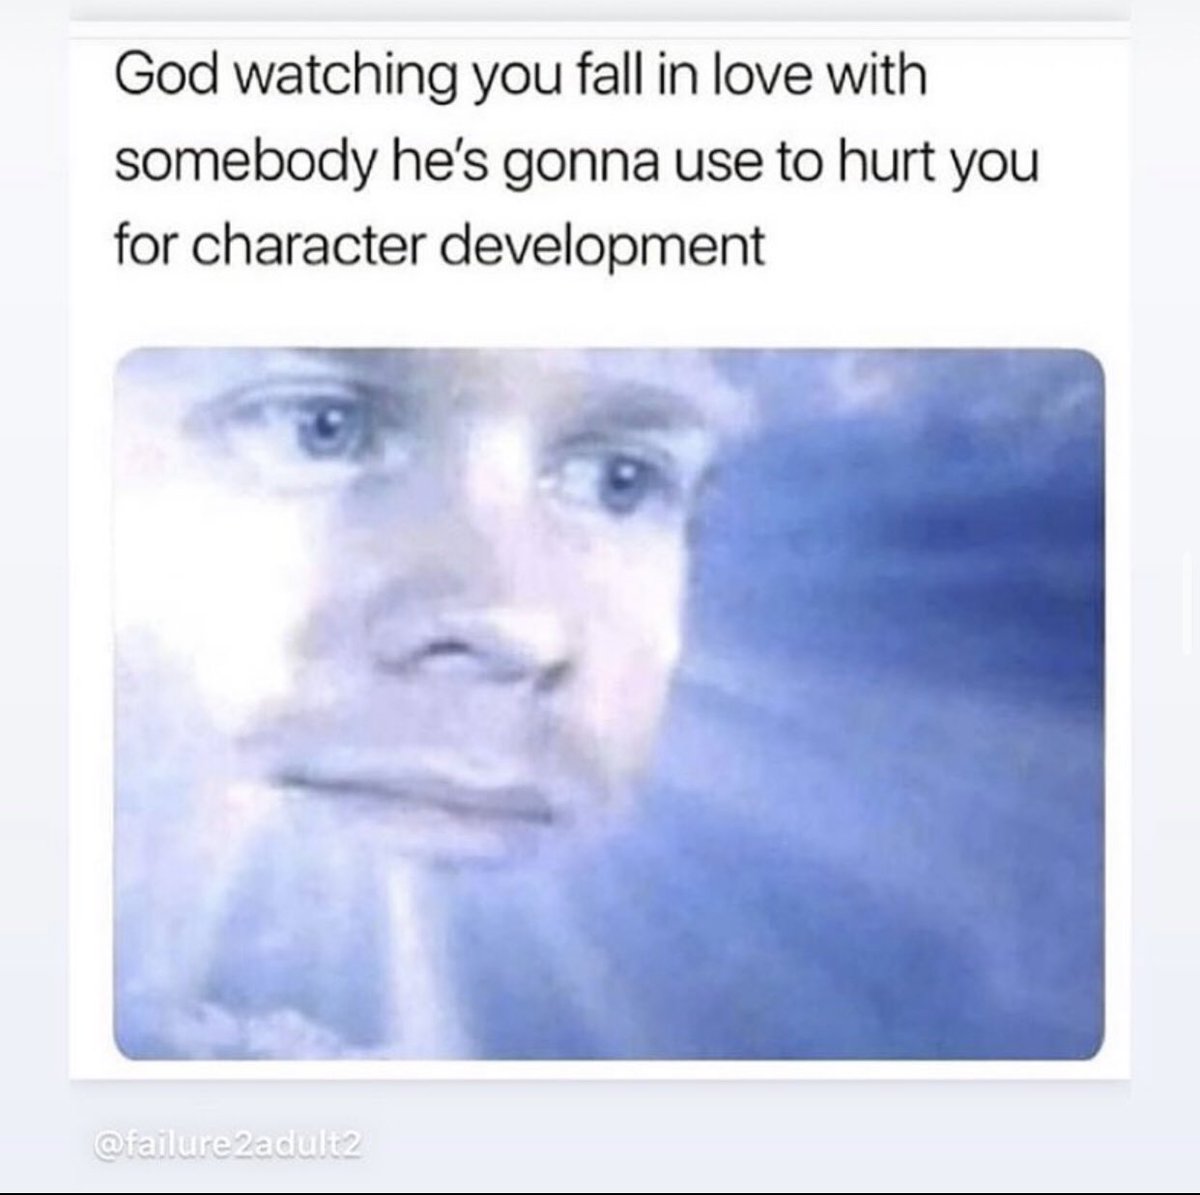 God watching you fall in love with
somebody he's gonna use to hurt you
for character development
@failure2adult2